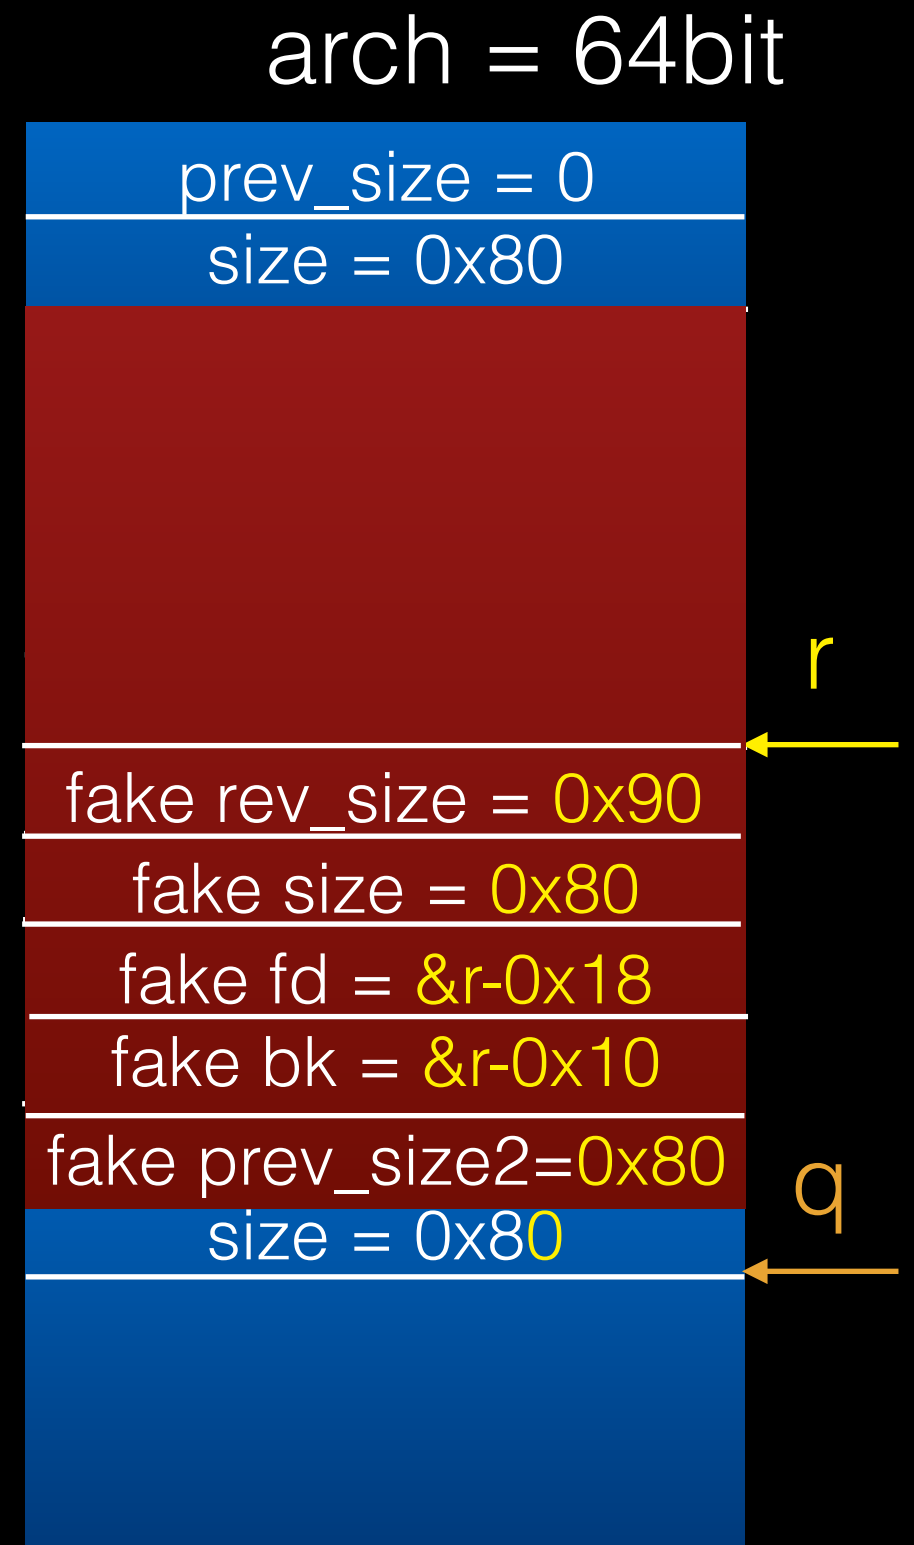 arch = 64bit
prev_size = 0
size = 0x80
r
fake rev_size = 0x90
fake size = 0x80
fake fd = &r-0x18
fake bk = &r-0x10
fake prev_size2=0x80
q
size = 0x80